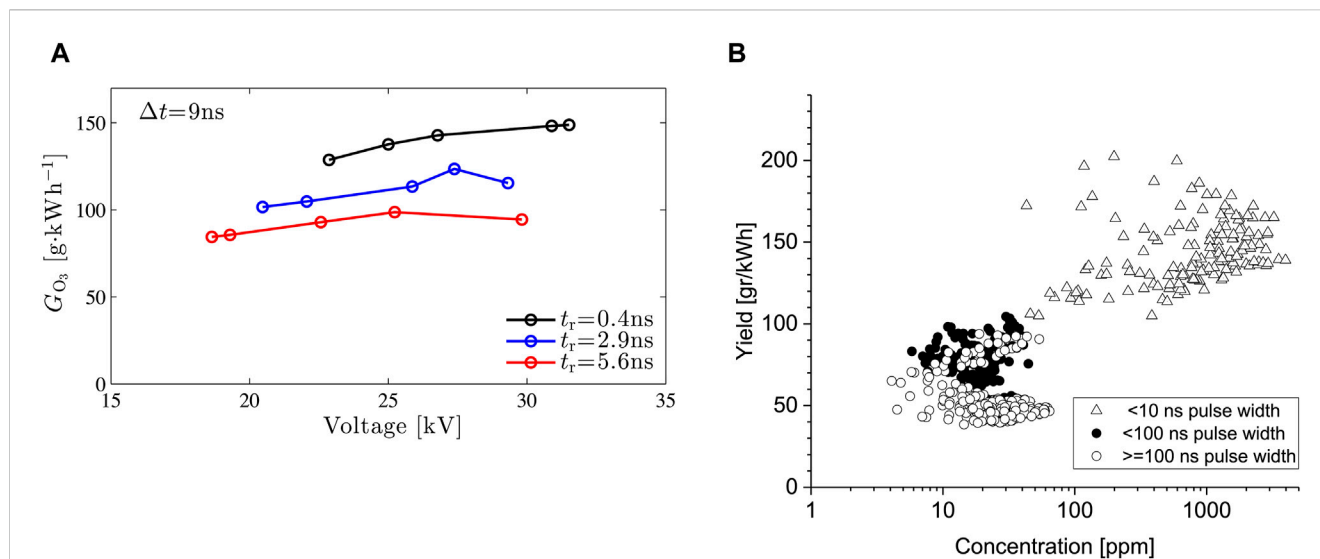 A
Δt=9ns
G_O₃ [g·kWh⁻¹]
150
100
50
0
15
20
25
30
35
Voltage [kV]
t_r=0.4ns
t_r=2.9ns
t_r=5.6ns
B
Yield [gr/kWh]
200
150
100
50
0
1
10
100
1000
Concentration [ppm]
<10 ns pulse width
<100 ns pulse width
>=100 ns pulse width